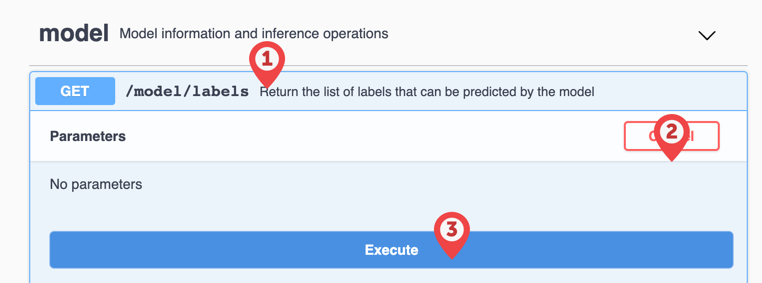 model Model information and inference operations
1
GET /model/labels Return the list of labels that can be predicted by the model
Parameters
2
No parameters
3
Execute